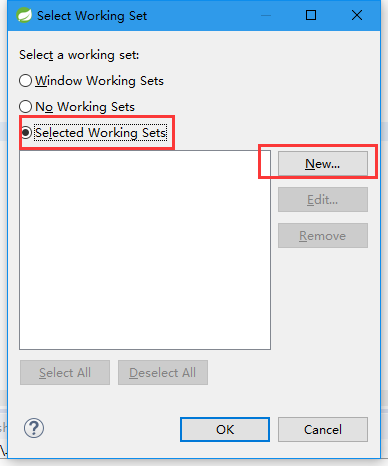 Select Working Set
Select a working set:
Window Working Sets
No Working Sets
Selected Working Sets
New...
Edit...
Remove
Select All
Deselect All
?
OK
Cancel